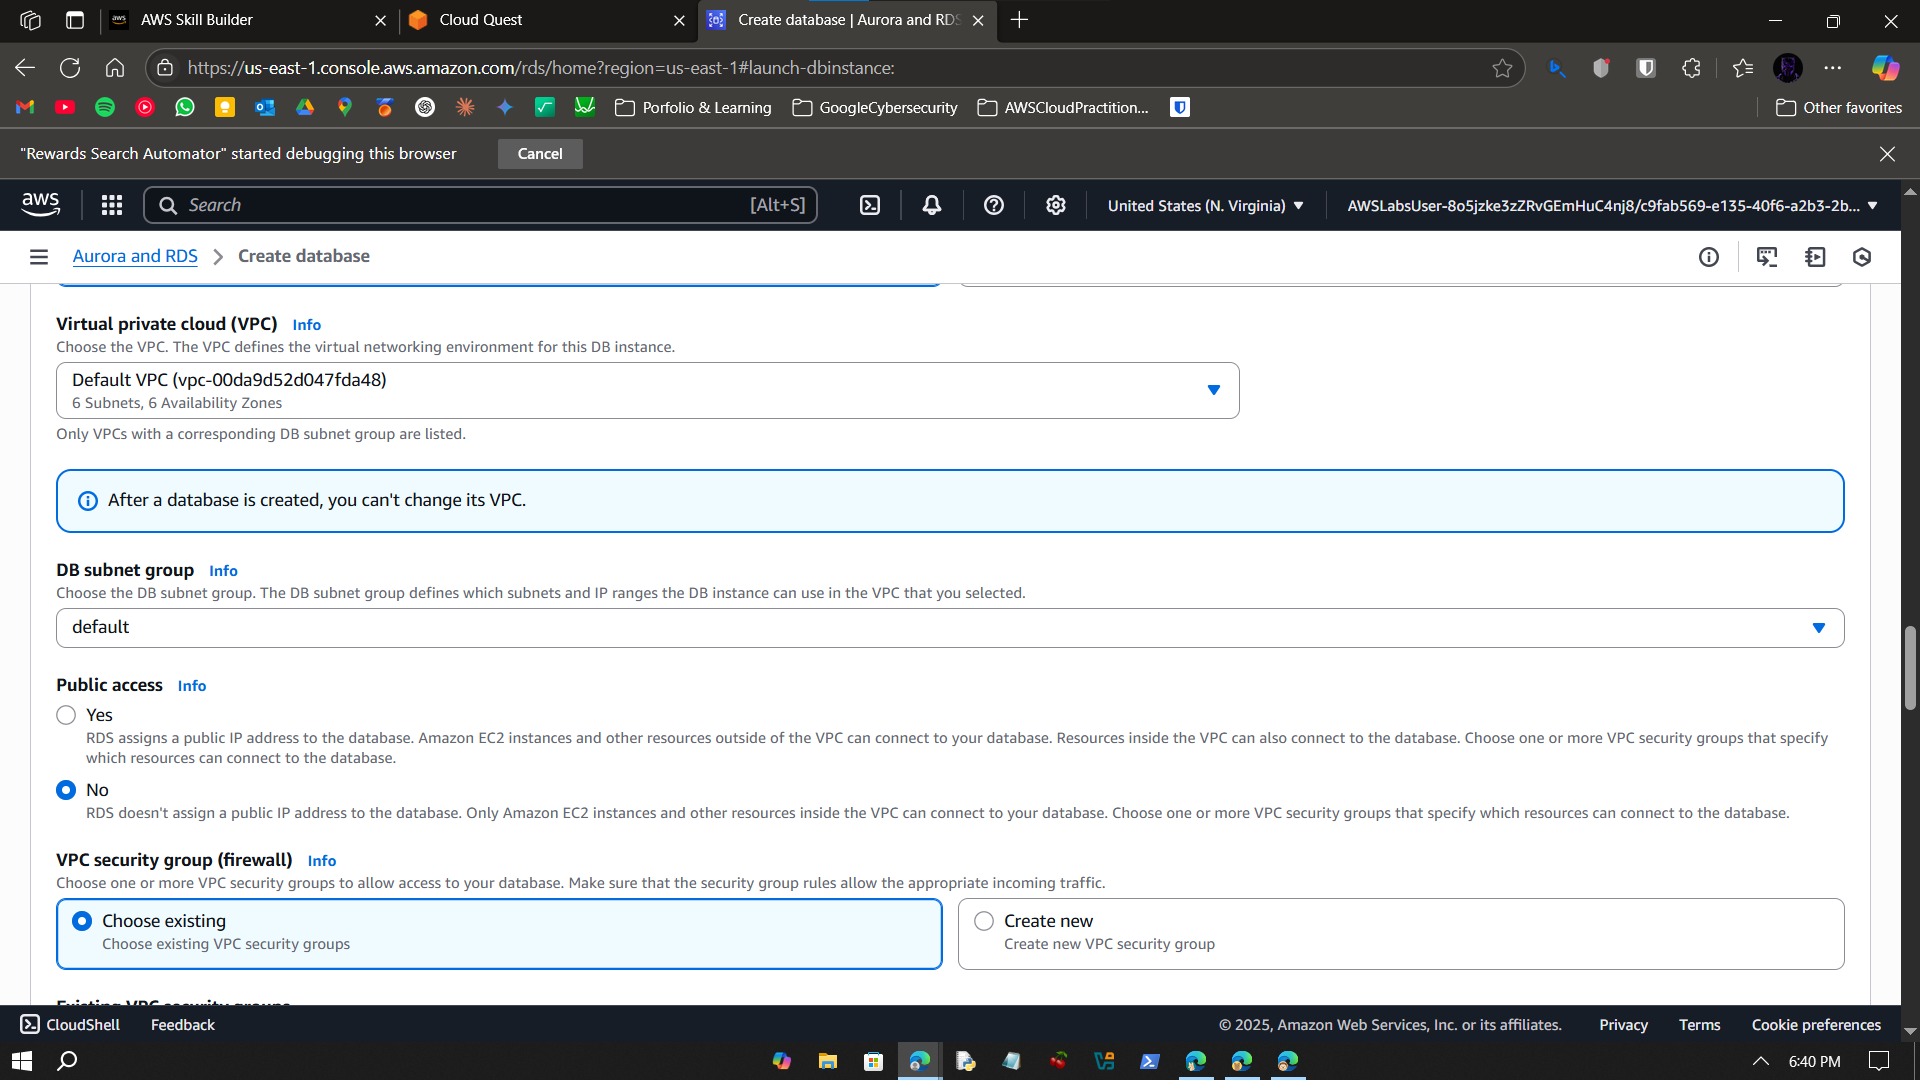 AWS Skill Builder
Cloud Quest
Create database | Aurora and RDS
https://us-east-1.console.aws.amazon.com/rds/home?region=us-east-1#launch-dbinstance:
Porfolio & Learning
GoogleCybersecurity
AWSCloudPractition...
Other favorites
"Rewards Search Automator" started debugging this browser
Cancel
aws
Search
[Alt+S]
United States (N. Virginia)
AWSLabsUser-8o5jzke3zZRvGEmHuC4nj8/c9fab569-e135-40f6-a2b3-2b...
Aurora and RDS
Create database
Virtual private cloud (VPC) Info
Choose the VPC. The VPC defines the virtual networking environment for this DB instance.
Default VPC (vpc-00da9d52d047fda48)
6 Subnets, 6 Availability Zones
Only VPCs with a corresponding DB subnet group are listed.
After a database is created, you can't change its VPC.
DB subnet group Info
Choose the DB subnet group. The DB subnet group defines which subnets and IP ranges the DB instance can use in the VPC that you selected.
default
Public access Info
Yes
RDS assigns a public IP address to the database. Amazon EC2 instances and other resources outside of the VPC can connect to your database. Resources inside the VPC can also connect to the database. Choose one or more VPC security groups that specify
which resources can connect to the database.
No
RDS doesn't assign a public IP address to the database. Only Amazon EC2 instances and other resources inside the VPC can connect to your database. Choose one or more VPC security groups that specify which resources can connect to the database.
VPC security group (firewall) Info
Choose one or more VPC security groups to allow access to your database. Make sure that the security group rules allow the appropriate incoming traffic.
Choose existing
Choose existing VPC security groups
Create new
Create new VPC security group
Existing VPC security groups
CloudShell
Feedback
© 2025, Amazon Web Services, Inc. or its affiliates.
Privacy
Terms
Cookie preferences
6:40 PM